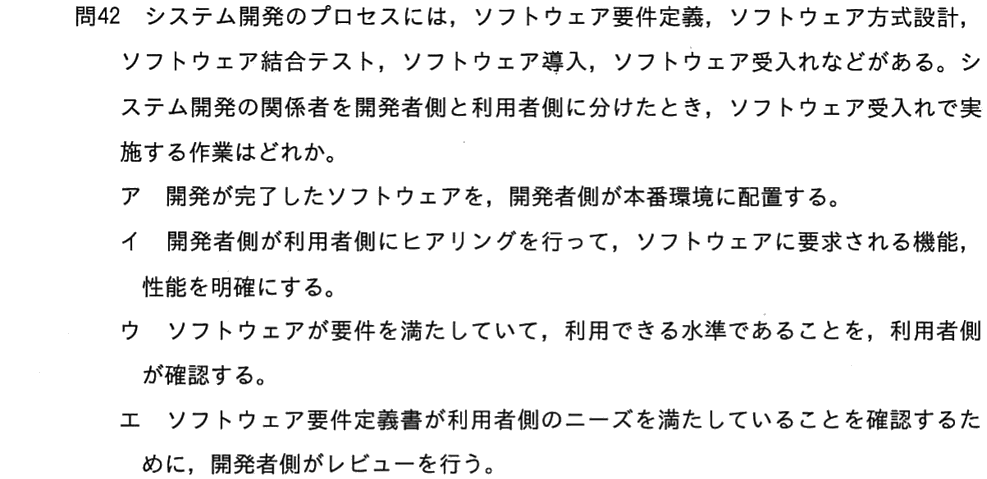 問42 システム開発のプロセスには，ソフトウェア要件定義，ソフトウェア方式設計，
ソフトウェア結合テスト，ソフトウェア導入，ソフトウェア受入れなどがある。シ
ステム開発の関係者を開発者側と利用者側に分けたとき，ソフトウェア受入れで実
施する作業はどれか。
ア 開発が完了したソフトウェアを，開発者側が本番環境に配置する。
イ 開発者側が利用者側にヒアリングを行って，ソフトウェアに要求される機能，
性能を明確にする。
ウ ソフトウェアが要件を満たしていて，利用できる水準であることを，利用者側
が確認する。
エ ソフトウェア要件定義書が利用者側のニーズを満たしていることを確認するた
めに，開発者側がレビューを行う。